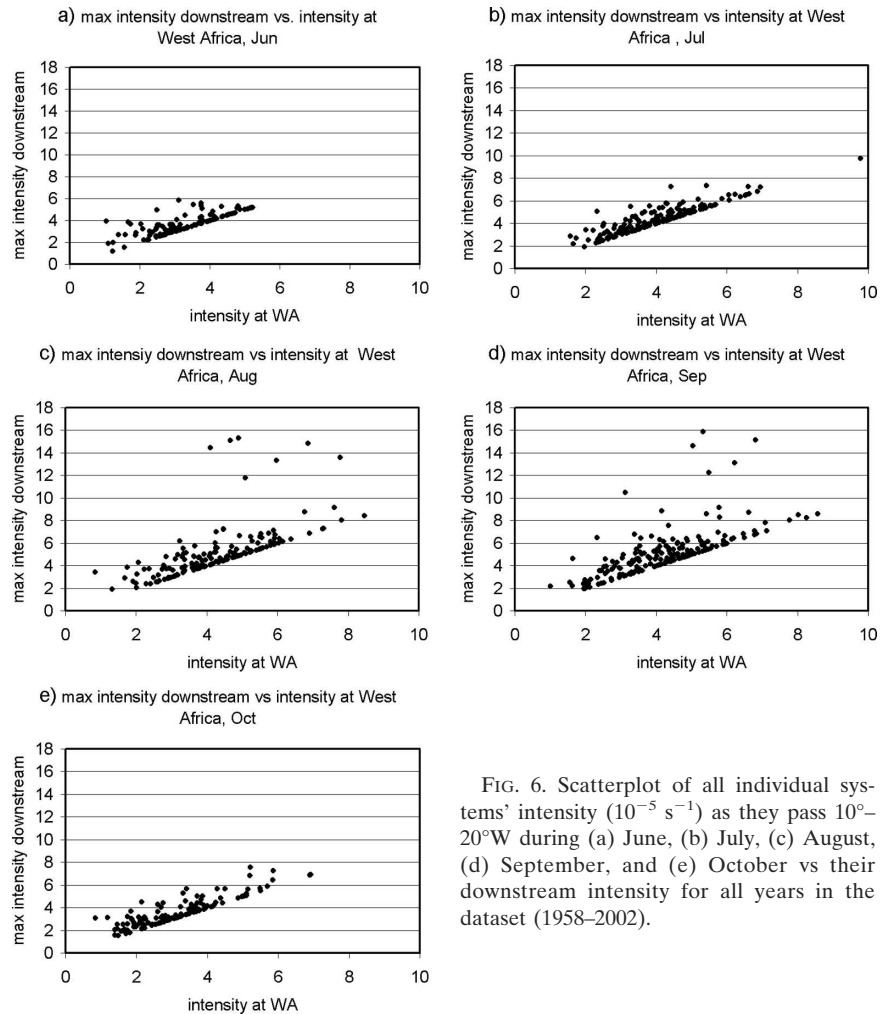 a) max intensity downstream vs. intensity at
West Africa, Jun
max intensity downstream
18
16
14
12
10
8
6
4
2
0
0 2 4 6 8 10
intensity at WA
b) max intensity downstream vs intensity at West
Africa , Jul
max intensity downstream
18
16
14
12
10
8
6
4
2
0
0 2 4 6 8 10
intensity at WA
c) max intensiy downstream vs intensity at West
Africa, Aug
max intensity downstream
18
16
14
12
10
8
6
4
2
0
0 2 4 6 8 10
intensity at WA
d) max intensity downstream vs intensity at West
Africa, Sep
max intensity downstream
18
16
14
12
10
8
6
4
2
0
0 2 4 6 8 10
intensity at WA
e) max intensity downstream vs intensity at West
Africa, Oct
max intensity downstream
18
16
14
12
10
8
6
4
2
0
0 2 4 6 8 10
intensity at WA
FIG. 6. Scatterplot of all individual sys-
tems' intensity (10⁻⁵ s⁻¹) as they pass 10°–
20°W during (a) June, (b) July, (c) August,
(d) September, and (e) October vs their
downstream intensity for all years in the
dataset (1958–2002).